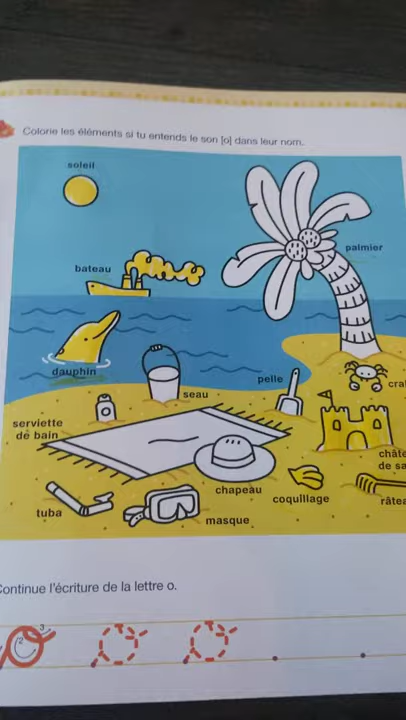 Colorie les éléments si tu entends le son [o] dans leur nom.
soleil
palmier
bateau
dauphin
pelle
seau
serviette
de bain
chapeau
coquillage
tuba
masque
Continue l'écriture de la lettre o.